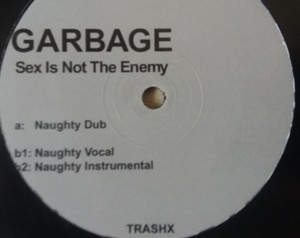 GARBAGE
Sex Is Not The Enemy
a: Naughty Dub
b1: Naughty Vocal
b2: Naughty Instrumental
TRASHX